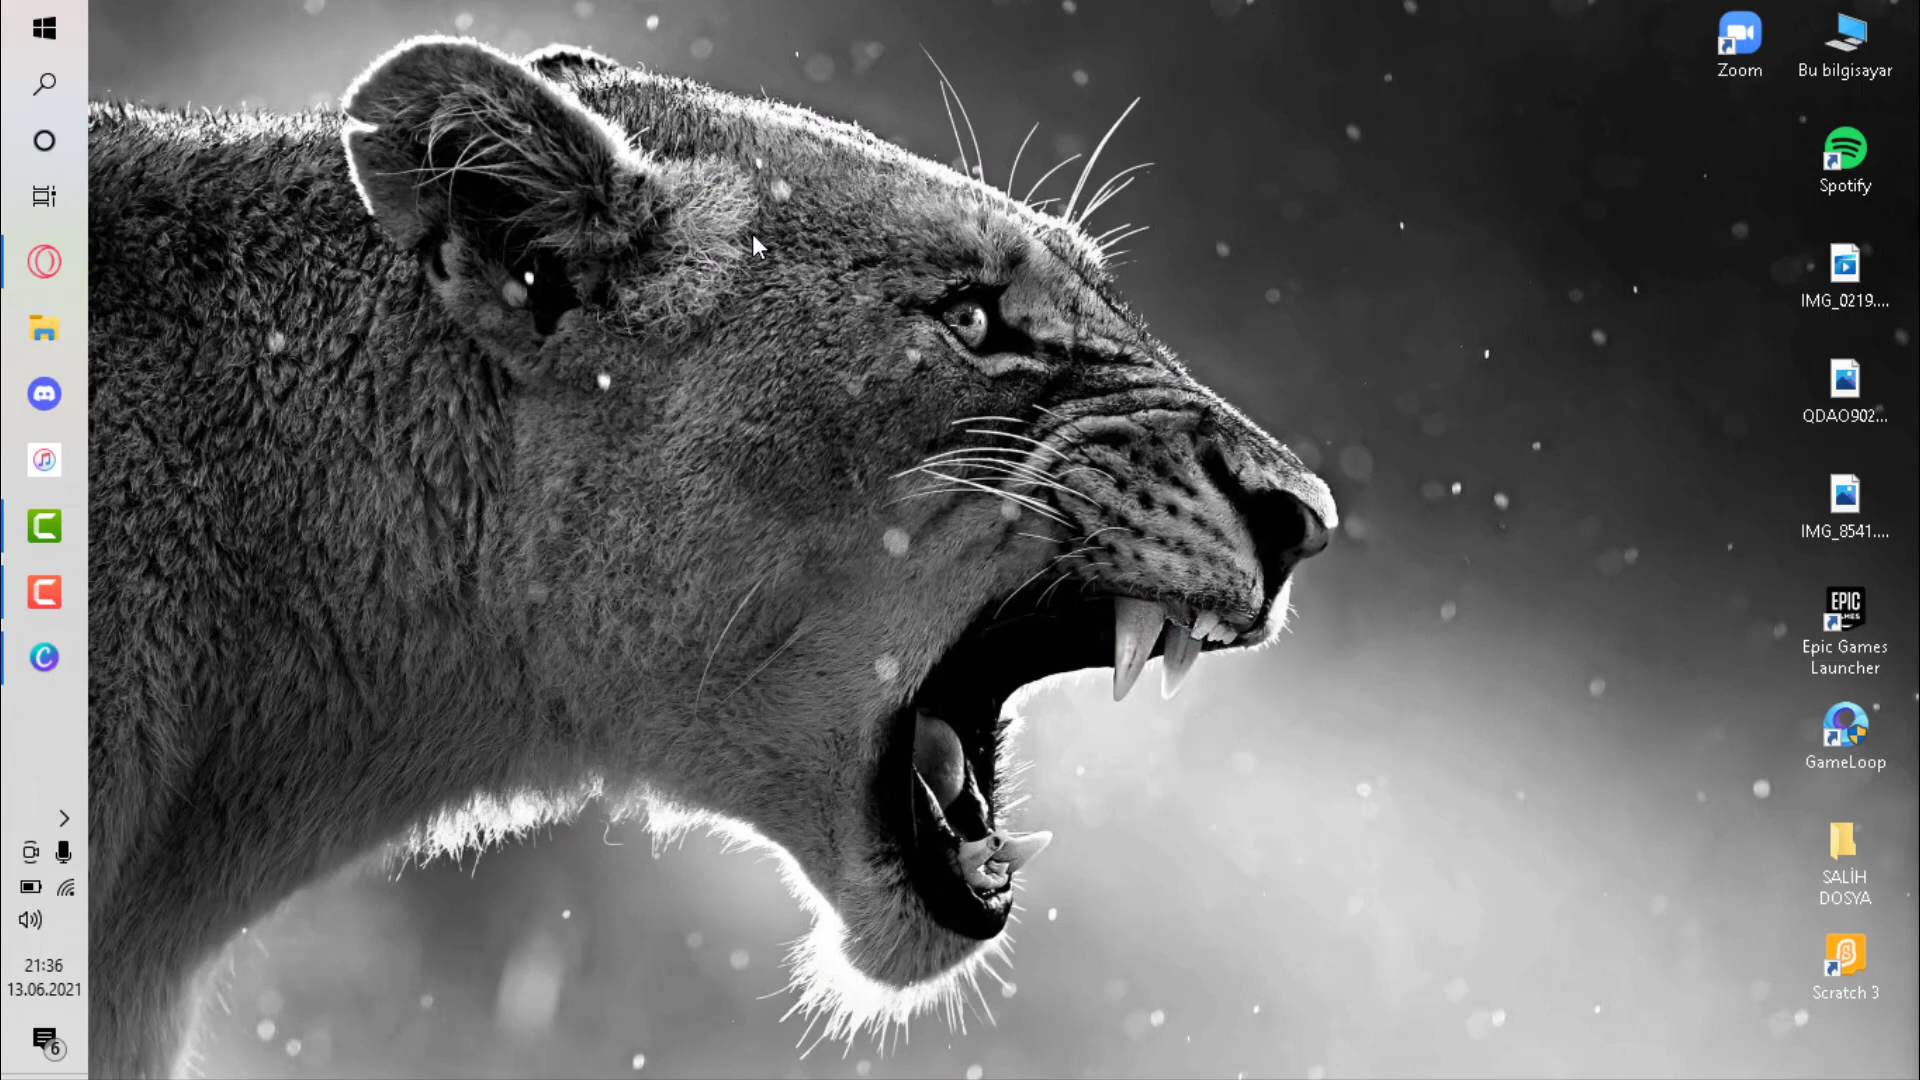 Zoom
Bu bilgisayar
Spotify
IMG_0219....
QDAO902...
IMG_8541....
EPIC
GAMES
Epic Games
Launcher
GameLoop
SALİH
DOSYA
Scratch 3
21:36
13.06.2021
6